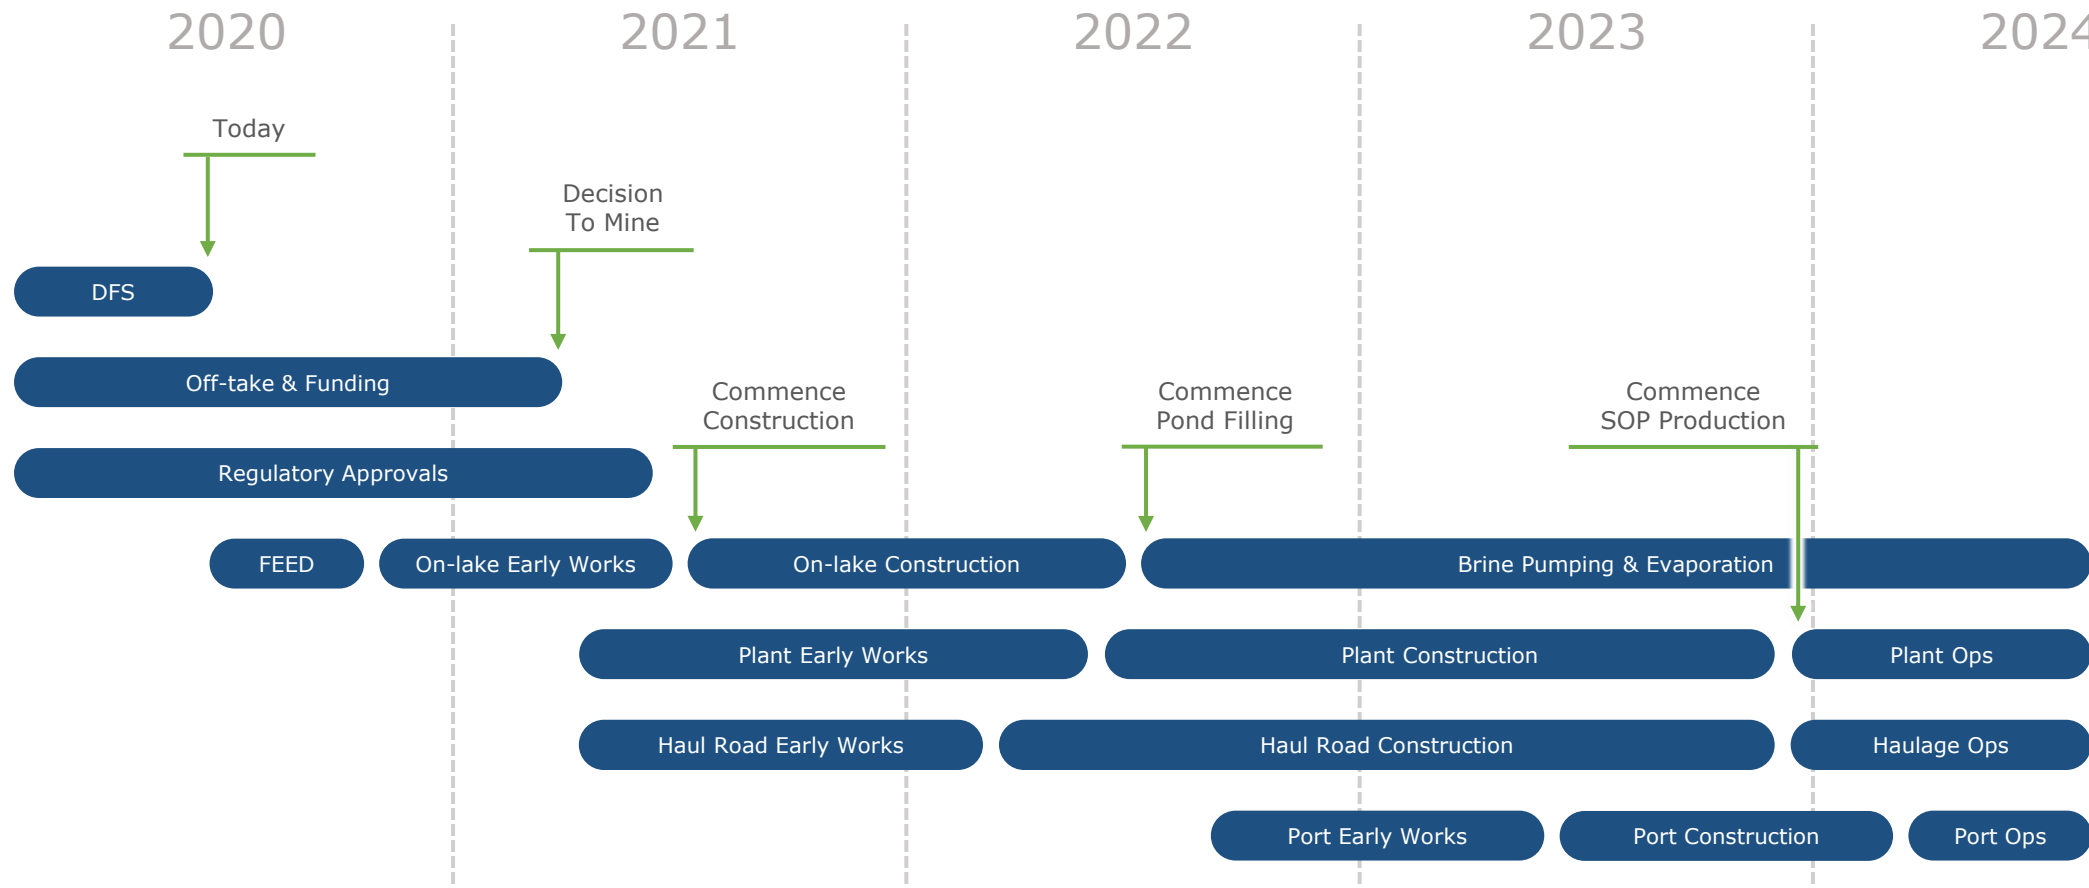 2020
2021
2022
2023
2024
Today
Decision
To Mine
DFS
Off-take & Funding
Commence
Construction
Commence
Pond Filling
Commence
SOP Production
Regulatory Approvals
FEED
On-lake Early Works
On-lake Construction
Brine Pumping & Evaporation
Plant Early Works
Plant Construction
Plant Ops
Haul Road Early Works
Haul Road Construction
Haulage Ops
Port Early Works
Port Construction
Port Ops